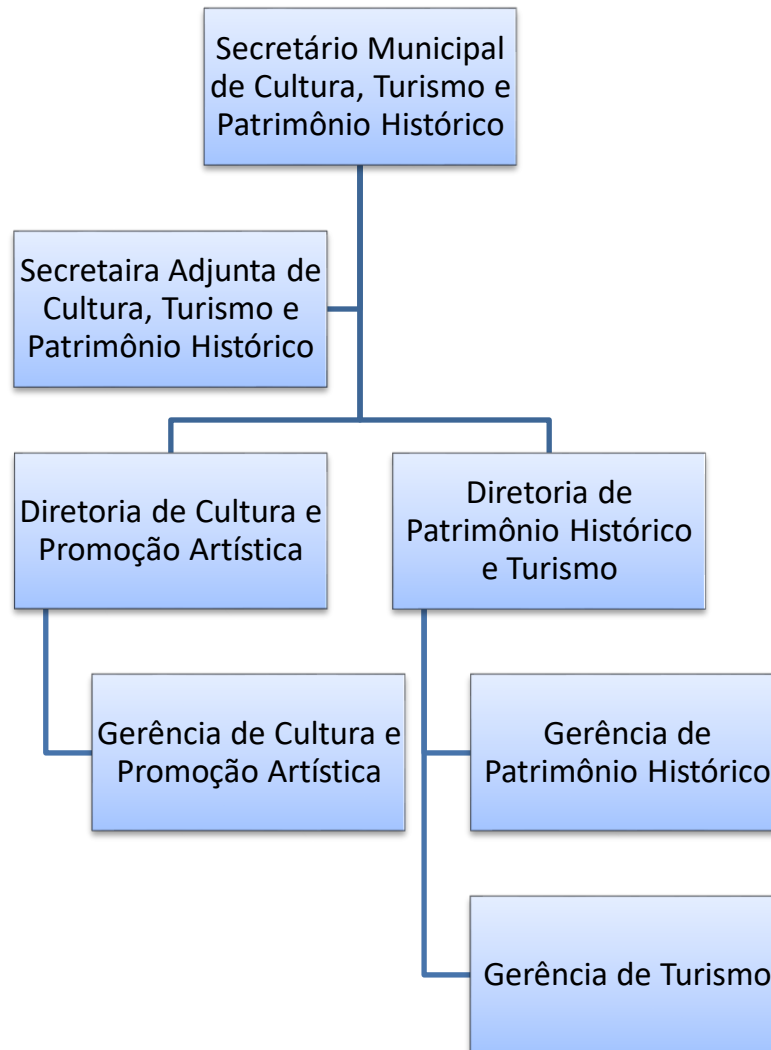 Secretário Municipal
de Cultura, Turismo e
Patrimônio Histórico
Secretaira Adjunta de
Cultura, Turismo e
Patrimônio Histórico
Diretoria de Cultura e
Promoção Artística
Diretoria de
Patrimônio Histórico
e Turismo
Gerência de Cultura e
Promoção Artística
Gerência de
Patrimônio Histórico
Gerência de Turismo